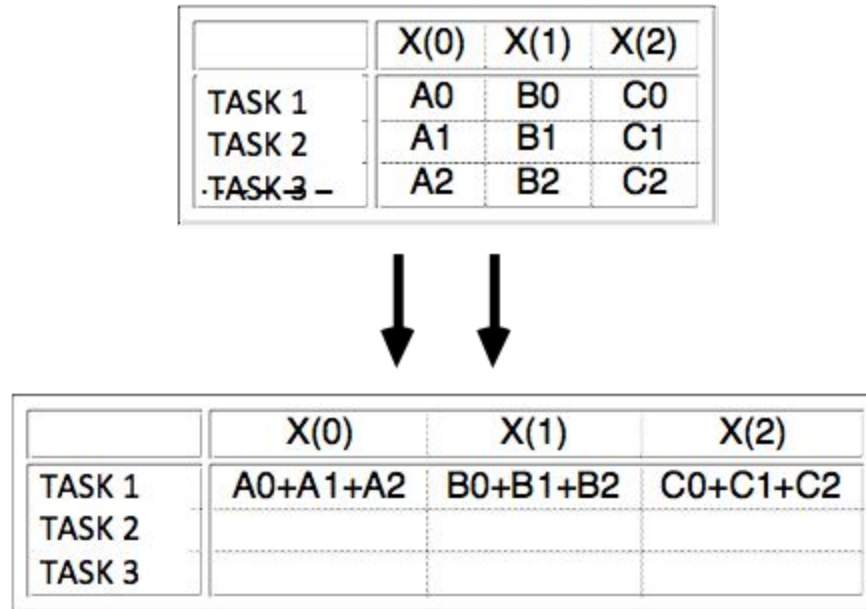 X(0) X(1) X(2)
TASK 1 A0 B0 C0
TASK 2 A1 B1 C1
TASK 3 A2 B2 C2
X(0) X(1) X(2)
TASK 1 A0+A1+A2 B0+B1+B2 C0+C1+C2
TASK 2
TASK 3